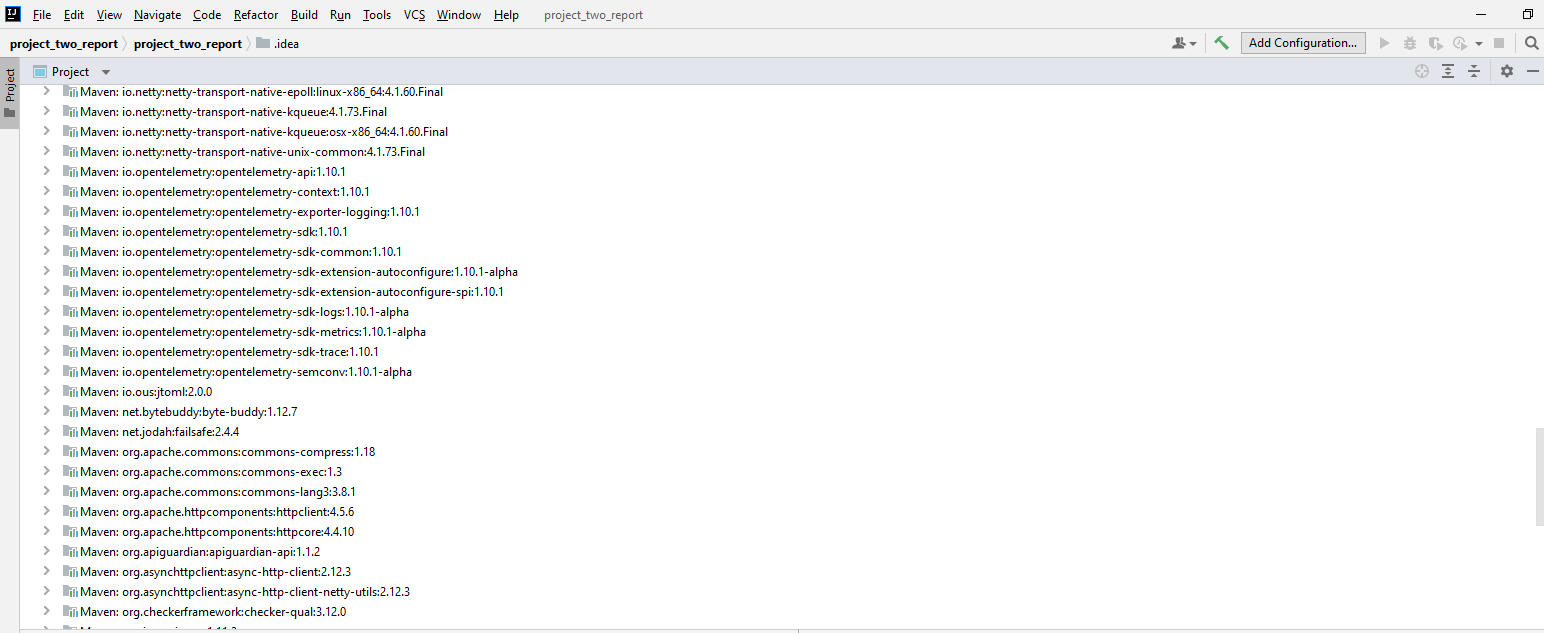 IJ File Edit View Navigate Code Refactor Build Run Tools VCS Window Help project_two_report
project_two_report project_two_report .idea Add Configuration...
Project
Project
Maven: io.netty:netty-transport-native-epoll:linux-x86_64:4.1.60.Final
Maven: io.netty:netty-transport-native-kqueue:4.1.73.Final
Maven: io.netty:netty-transport-native-kqueue:osx-x86_64:4.1.60.Final
Maven: io.netty:netty-transport-native-unix-common:4.1.73.Final
Maven: io.opentelemetry:opentelemetry-api:1.10.1
Maven: io.opentelemetry:opentelemetry-context:1.10.1
Maven: io.opentelemetry:opentelemetry-exporter-logging:1.10.1
Maven: io.opentelemetry:opentelemetry-sdk:1.10.1
Maven: io.opentelemetry:opentelemetry-sdk-common:1.10.1
Maven: io.opentelemetry:opentelemetry-sdk-extension-autoconfigure:1.10.1-alpha
Maven: io.opentelemetry:opentelemetry-sdk-extension-autoconfigure-spi:1.10.1
Maven: io.opentelemetry:opentelemetry-sdk-logs:1.10.1-alpha
Maven: io.opentelemetry:opentelemetry-sdk-metrics:1.10.1-alpha
Maven: io.opentelemetry:opentelemetry-sdk-trace:1.10.1
Maven: io.opentelemetry:opentelemetry-semconv:1.10.1-alpha
Maven: io.ous:jtoml:2.0.0
Maven: net.bytebuddy:byte-buddy:1.12.7
Maven: net.jodah:failsafe:2.4.4
Maven: org.apache.commons:commons-compress:1.18
Maven: org.apache.commons:commons-exec:1.3
Maven: org.apache.commons:commons-lang3:3.8.1
Maven: org.apache.httpcomponents:httpclient:4.5.6
Maven: org.apache.httpcomponents:httpcore:4.4.10
Maven: org.apiguardian:apiguardian-api:1.1.2
Maven: org.asynchttpclient:async-http-client:2.12.3
Maven: org.asynchttpclient:async-http-client-netty-utils:2.12.3
Maven: org.checkerframework:checker-qual:3.12.0